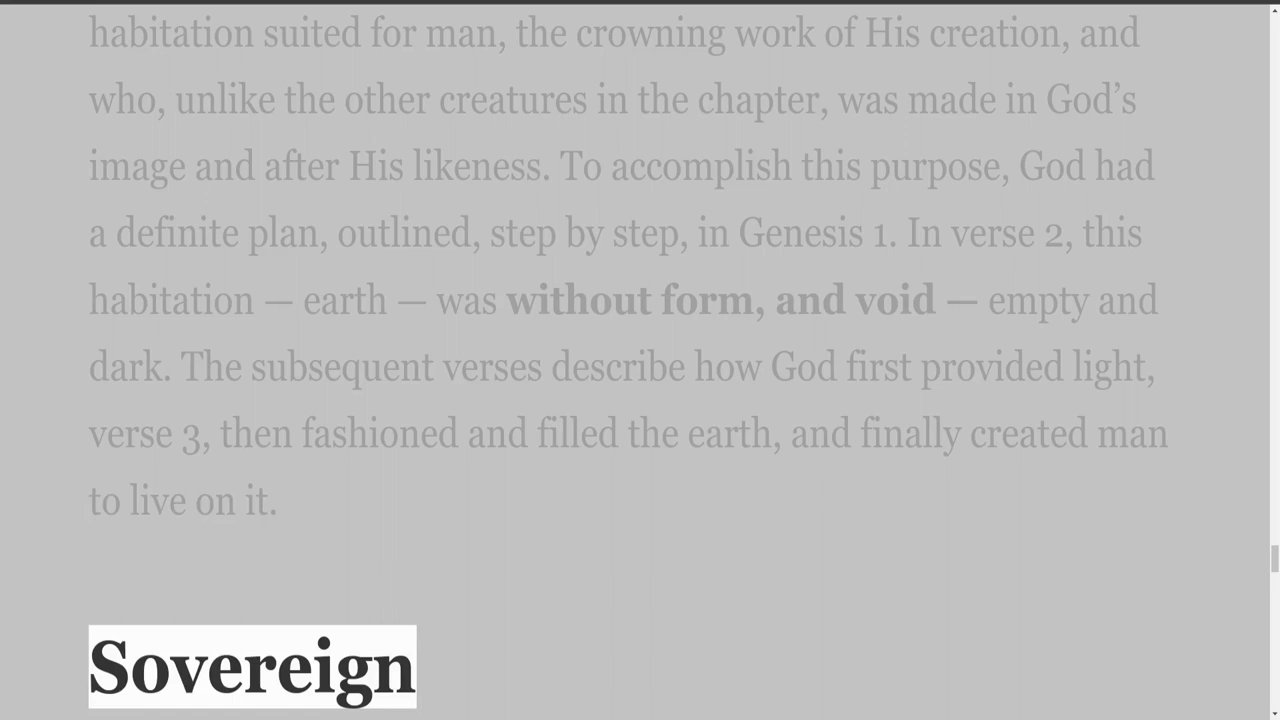 habitation suited for man, the crowning work of His creation, and
who, unlike the other creatures in the chapter, was made in God’s
image and after His likeness. To accomplish this purpose, God had
a definite plan, outlined, step by step, in Genesis 1. In verse 2, this
habitation — earth — was without form, and void — empty and
dark. The subsequent verses describe how God first provided light,
verse 3, then fashioned and filled the earth, and finally created man
to live on it.
Sovereign